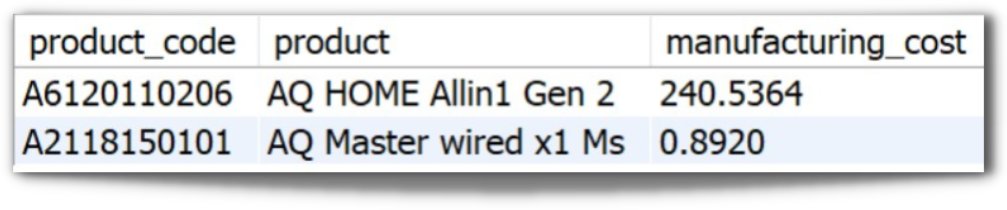 product_code product manufacturing_cost
A6120110206 AQ HOME Allin1 Gen 2 240.5364
A2118150101 AQ Master wired x1 Ms 0.8920